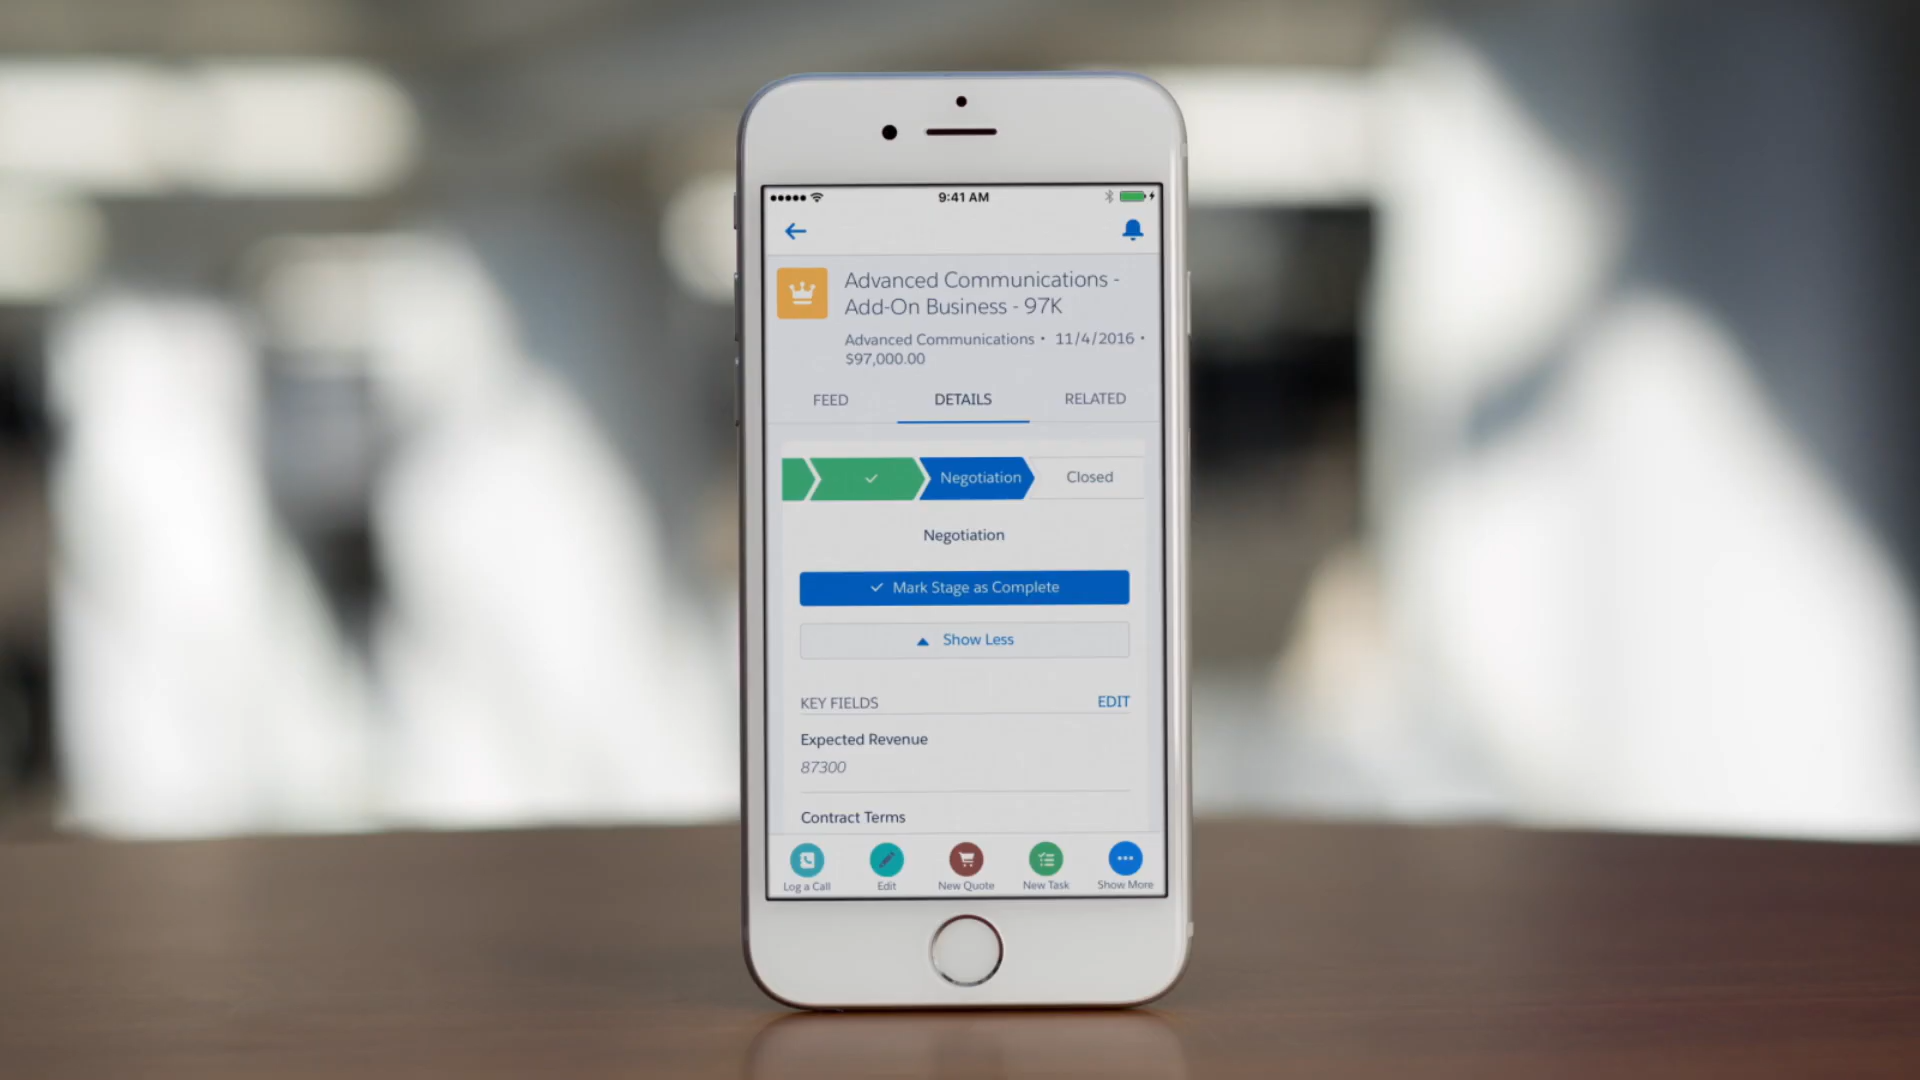 9:41 AM
Advanced Communications -
Add-On Business - 97K
Advanced Communications • 11/4/2016 •
$97,000.00
FEED DETAILS RELATED
Negotiation Closed
Negotiation
Mark Stage as Complete
Show Less
KEY FIELDS EDIT
Expected Revenue
87300
Contract Terms
Log a Call Edit New Quote New Task Show More